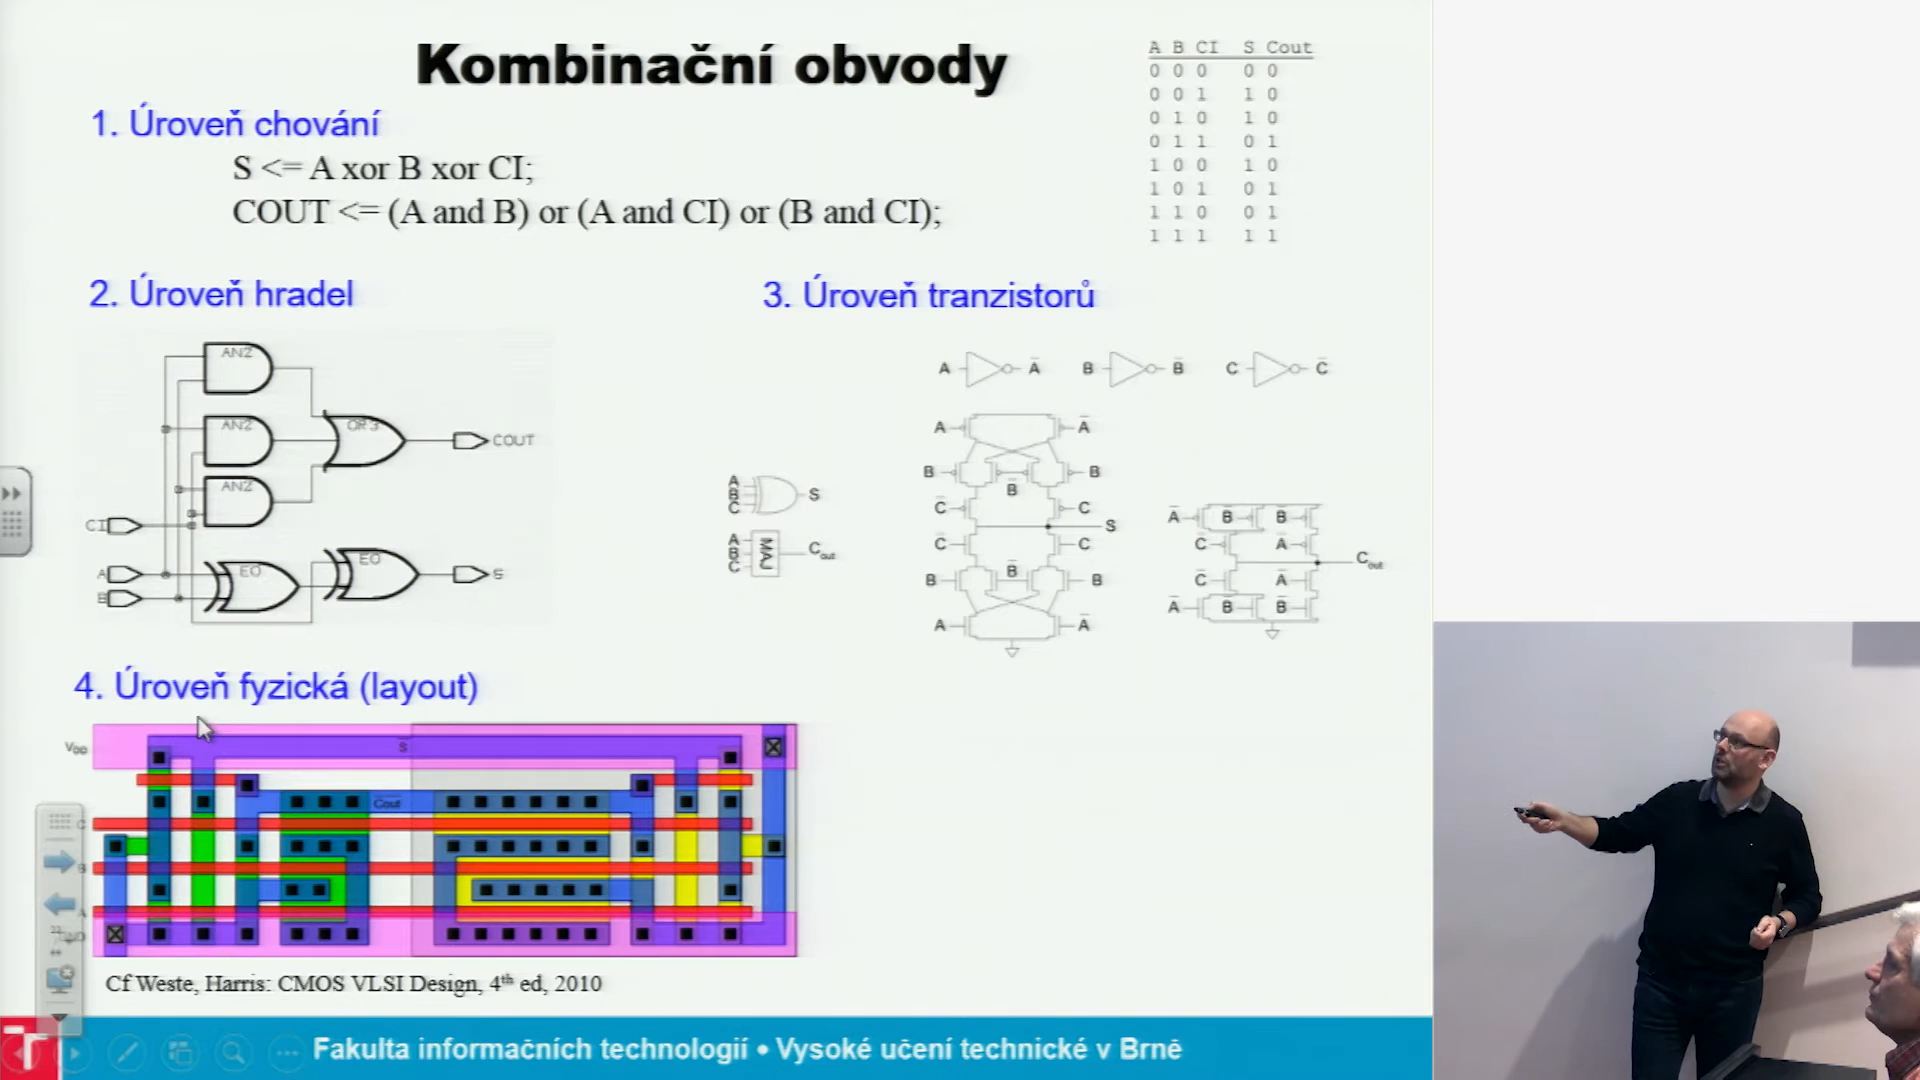 Kombinační obvody
A B CI S Cout
0 0 0 0 0
0 0 1 1 0
0 1 0 1 0
0 1 1 0 1
1 0 0 1 0
1 0 1 0 1
1 1 0 0 1
1 1 1 1 1
1. Úroveň chování
S <= A xor B xor CI;
COUT <= (A and B) or (A and CI) or (B and CI);
2. Úroveň hradel
AN2
AN2
OR3
COUT
AN2
CI
A
EO
EO
S
B
3. Úroveň tranzistorů
A Ā B B̄ C C̄
A Ā
B B̄ B
C̄ C
S
C̄ C
B B̄ B
A Ā
A
B
C
S
A
B
C
MAJ
Cout
Ā B̄ B̄
C̄ Ā
Cout
C̄ Ā
Ā B̄ B̄
4. Úroveň fyzická (layout)
VDD
S
Cout
C
B
A
Cf Weste, Harris: CMOS VLSI Design, 4th ed, 2010
Fakulta informačních technologií • Vysoké učení technické v Brně